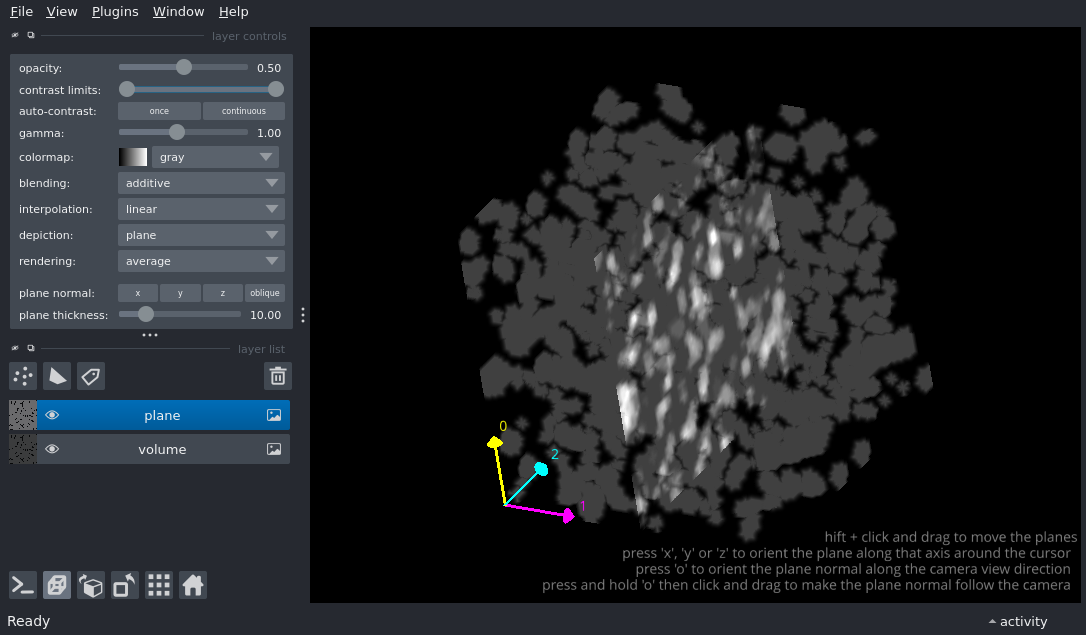 File View Plugins Window Help
layer controls
opacity: 0.50
contrast limits:
auto-contrast: once continuous
gamma: 1.00
colormap: gray
blending: additive
interpolation: linear
depiction: plane
rendering: average
plane normal: x y z oblique
plane thickness: 10.00
layer list
plane
volume
0
2
1
hift + click and drag to move the planes
press 'x', 'y' or 'z' to orient the plane along that axis around the cursor
press 'o' to orient the plane normal along the camera view direction
press and hold 'o' then click and drag to make the plane normal follow the camera
Ready activity